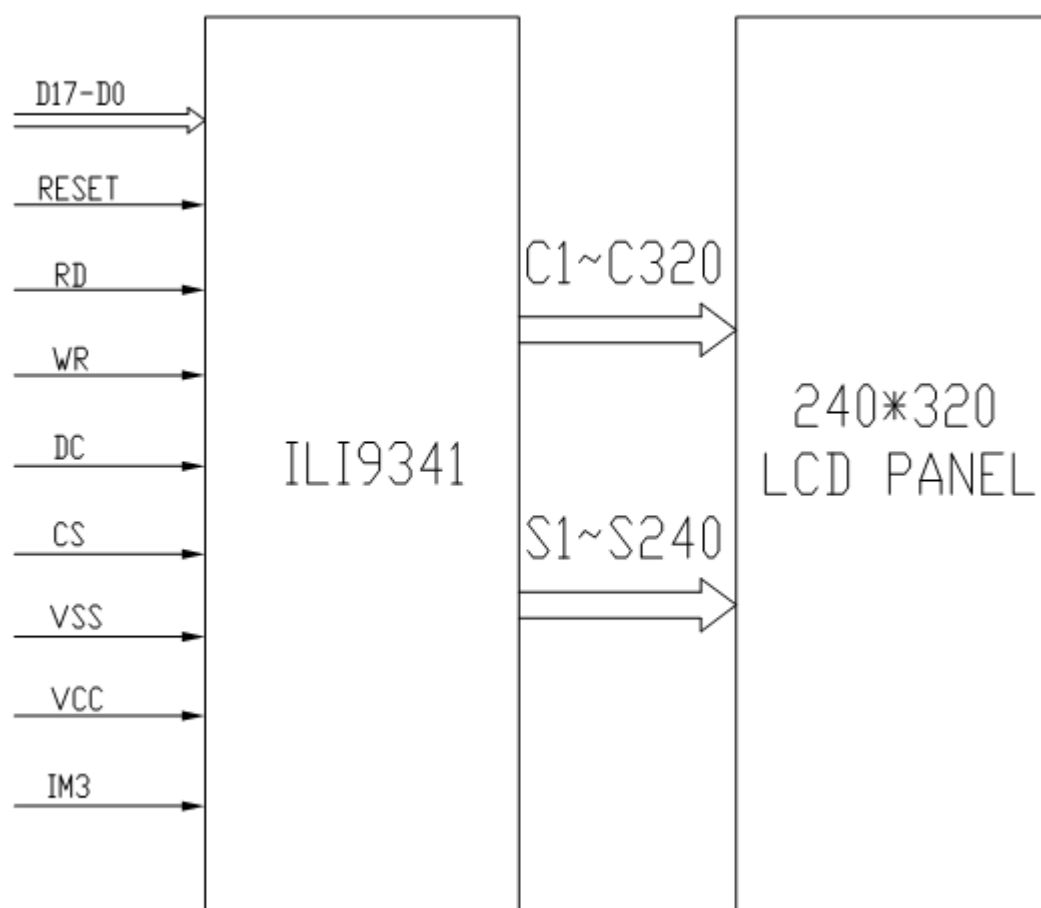 D17-D0
RESET
RD
WR
DC
CS
VSS
VCC
IM3
ILI9341
C1~C320
S1~S240
240*320
LCD PANEL